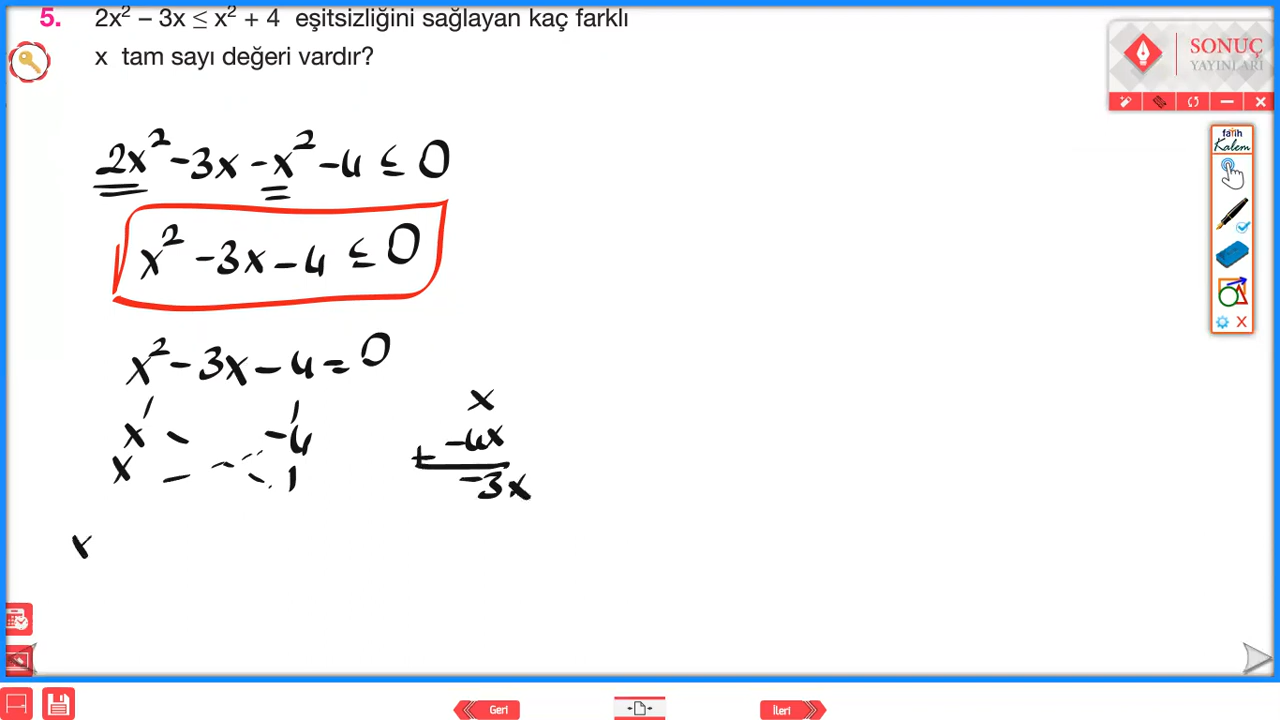 5. 2x² – 3x ≤ x² + 4 eşitsizliğini sağlayan kaç farklı
x tam sayı değeri vardır?
SONUÇ
YAYINLARI
fatih
Kalem
2x² - 3x - x² - 4 ≤ 0
x² - 3x - 4 ≤ 0
x² - 3x - 4 = 0
x -4
x 1
x
-4x
+
-3x
x
X
Geri
İleri